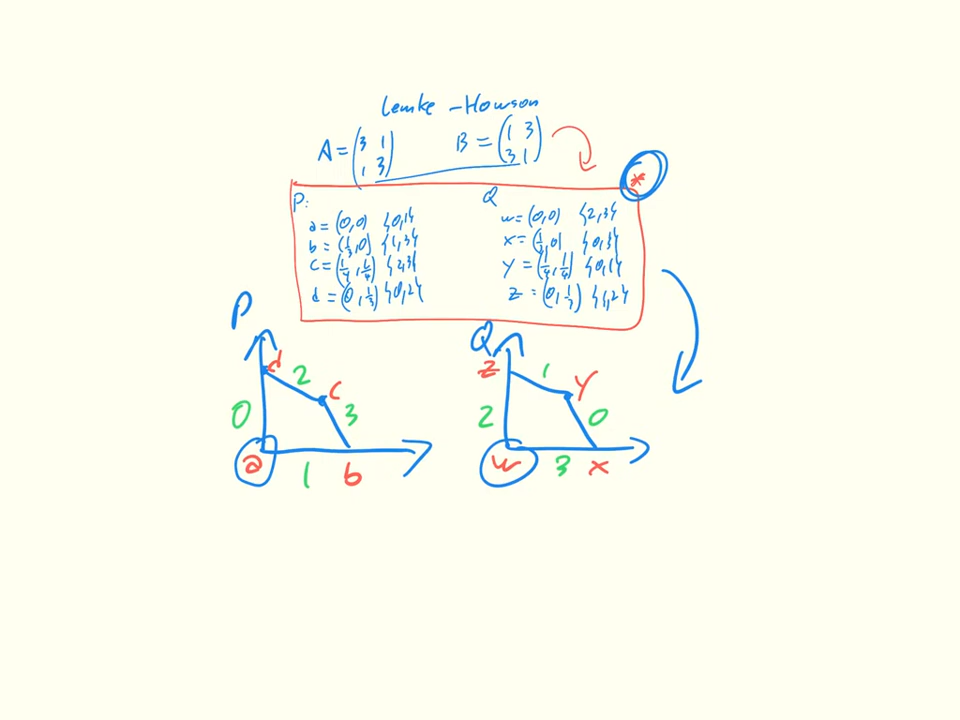 Lemke - Howson
A = (3 1 B = (1 3
1 3) 3 1)
*
P: Q
a = (0,0) {0,1} w = (0,0) {2,3}
b = (1/3,0) {1,3} x = (1/3,0) {0,3}
c = (1/4,1/4) {2,3} y = (1/4,1/4) {0,1}
d = (0,1/3) {0,2} z = (0,1/3) {1,2}
P Q
d 2 c z 1 y
0 3 2 0
a 1 b w 3 x